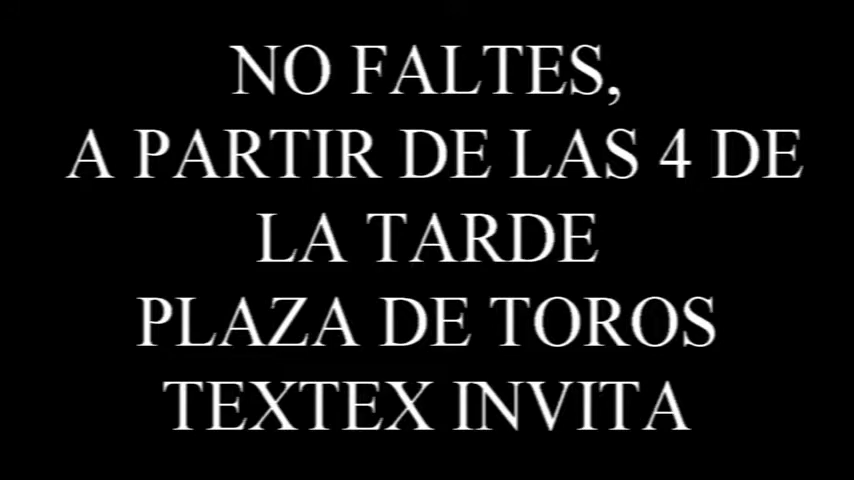 NO FALTES,
A PARTIR DE LAS 4 DE
LA TARDE
PLAZA DE TOROS
TEXTEX INVITA